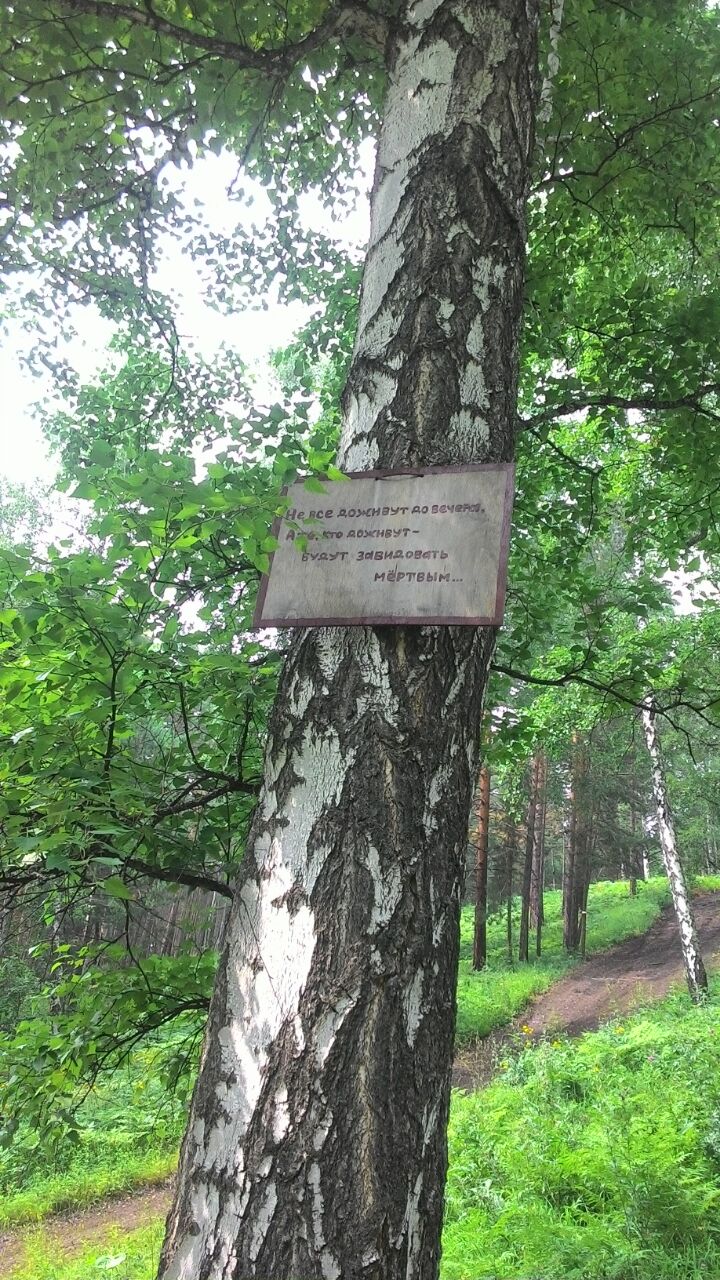 Не все доживут до вечера,
А те, кто доживут-
будут завидовать
мёртвым...